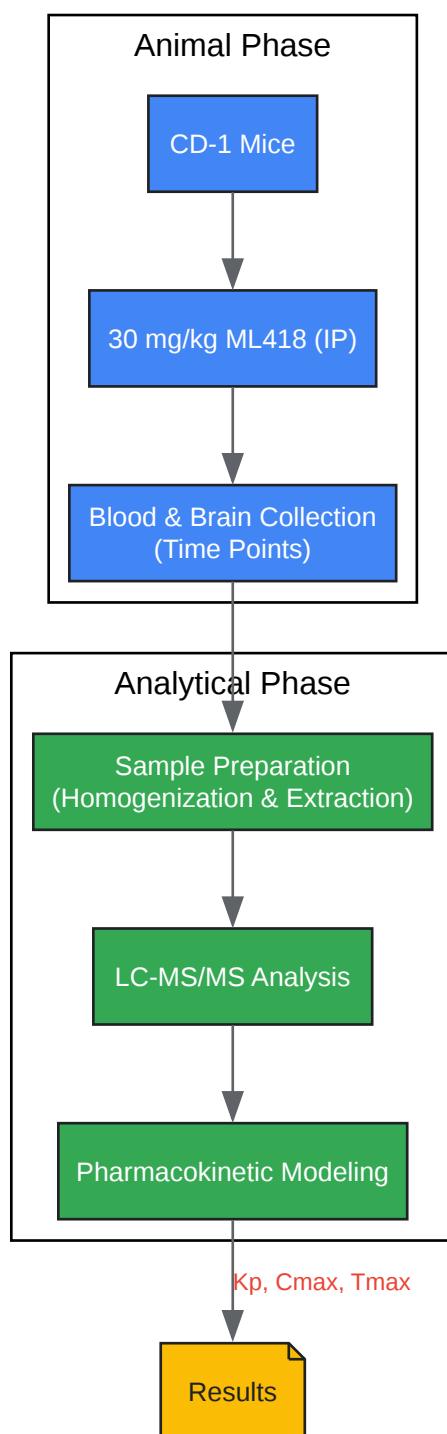 Animal Phase
CD-1 Mice
30 mg/kg ML418 (IP)
Blood & Brain Collection
(Time Points)
Analytical Phase
Sample Preparation
(Homogenization & Extraction)
LC-MS/MS Analysis
Pharmacokinetic Modeling
Kp, Cmax, Tmax
Results